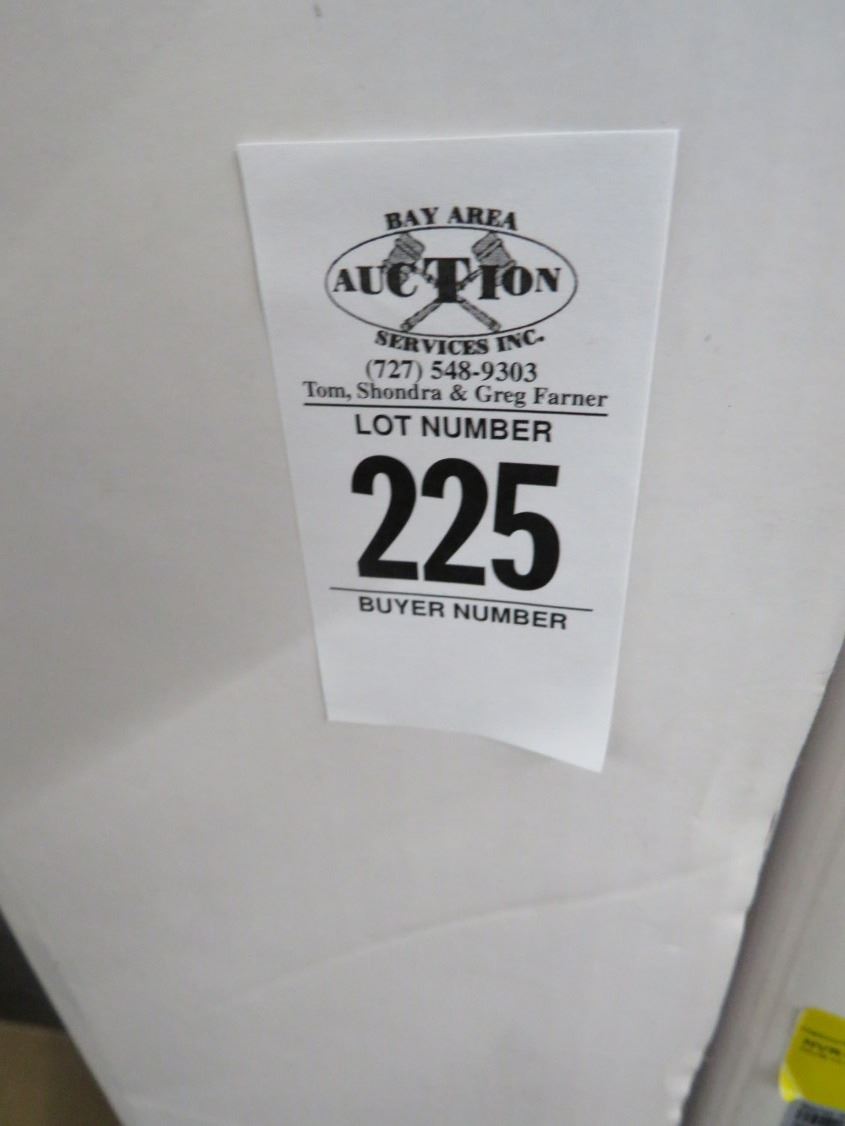 BAY AREA
AUCTION
SERVICES INC.
(727) 548-9303
Tom, Shondra & Greg Farner
LOT NUMBER
225
BUYER NUMBER